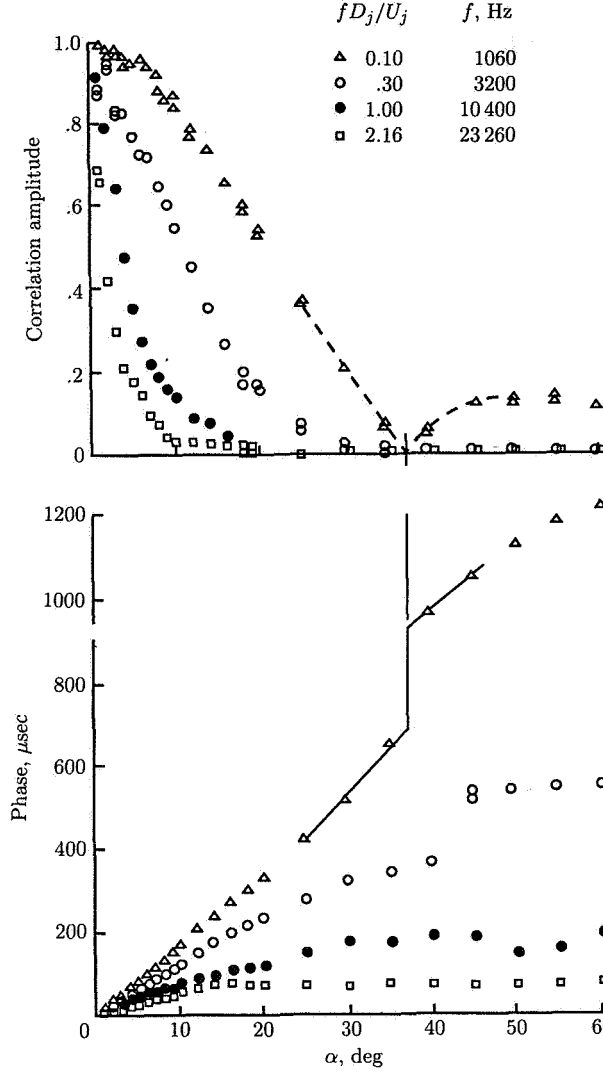 fD_j/U_j f, Hz
△ 0.10 1060
○ .30 3200
● 1.00 10 400
□ 2.16 23 260
Correlation amplitude
1.0
.8
.6
.4
.2
0
Phase, μsec
1200
1000
800
600
400
200
0 10 20 30 40 50 6
α, deg